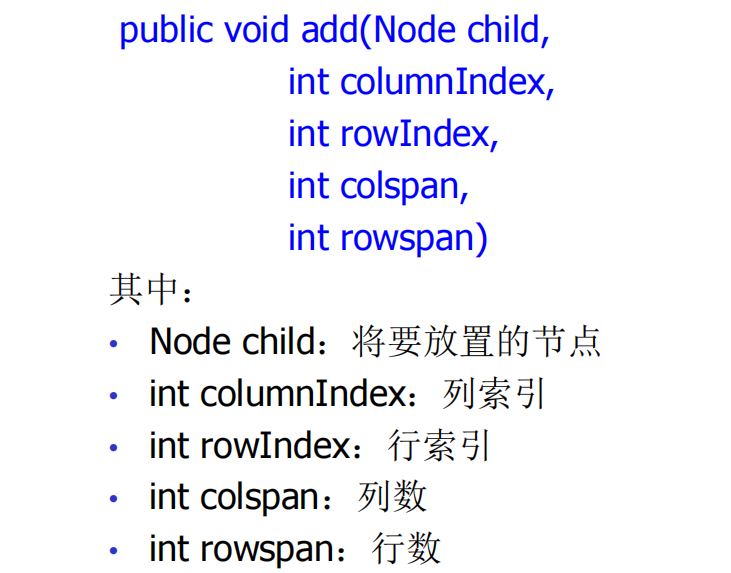 public void add(Node child,
int columnIndex,
int rowIndex,
int colspan,
int rowspan)
其中：
• Node child：将要放置的节点
• int columnIndex：列索引
• int rowIndex：行索引
• int colspan：列数
• int rowspan：行数